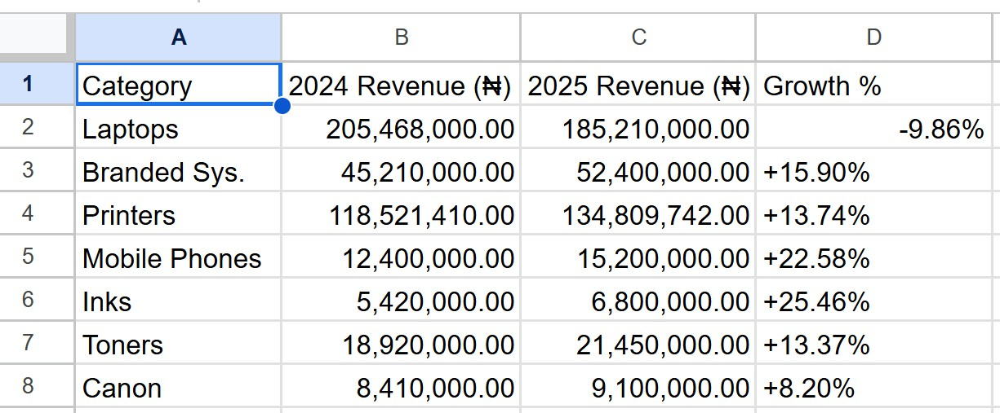 A B C D
1 Category 2024 Revenue (₦) 2025 Revenue (₦) Growth %
2 Laptops 205,468,000.00 185,210,000.00 -9.86%
3 Branded Sys. 45,210,000.00 52,400,000.00 +15.90%
4 Printers 118,521,410.00 134,809,742.00 +13.74%
5 Mobile Phones 12,400,000.00 15,200,000.00 +22.58%
6 Inks 5,420,000.00 6,800,000.00 +25.46%
7 Toners 18,920,000.00 21,450,000.00 +13.37%
8 Canon 8,410,000.00 9,100,000.00 +8.20%